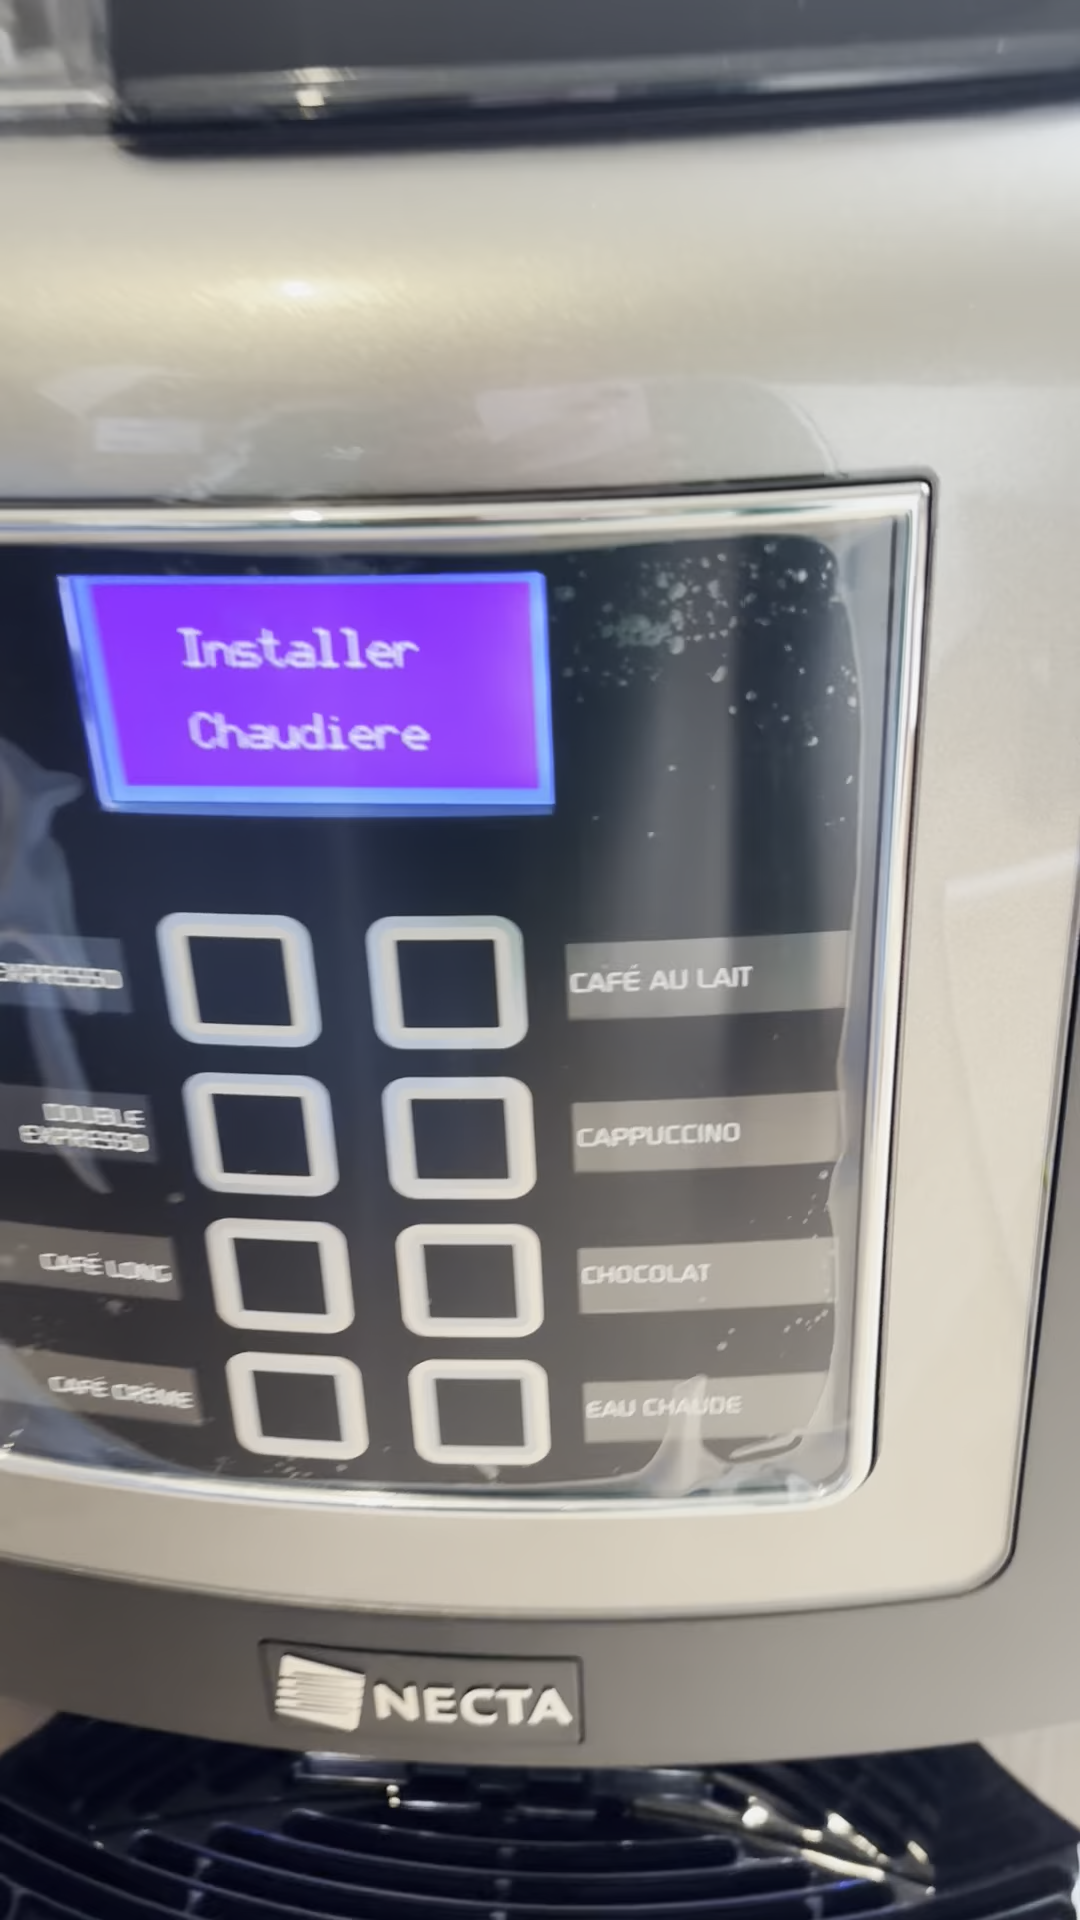 Installer
Chaudiere
EXPRESSO
CAFÉ AU LAIT
DOUBLE
EXPRESSO
CAPPUCCINO
CAFÉ LONG
CHOCOLAT
CAFÉ CRÈME
EAU CHAUDE
NECTA